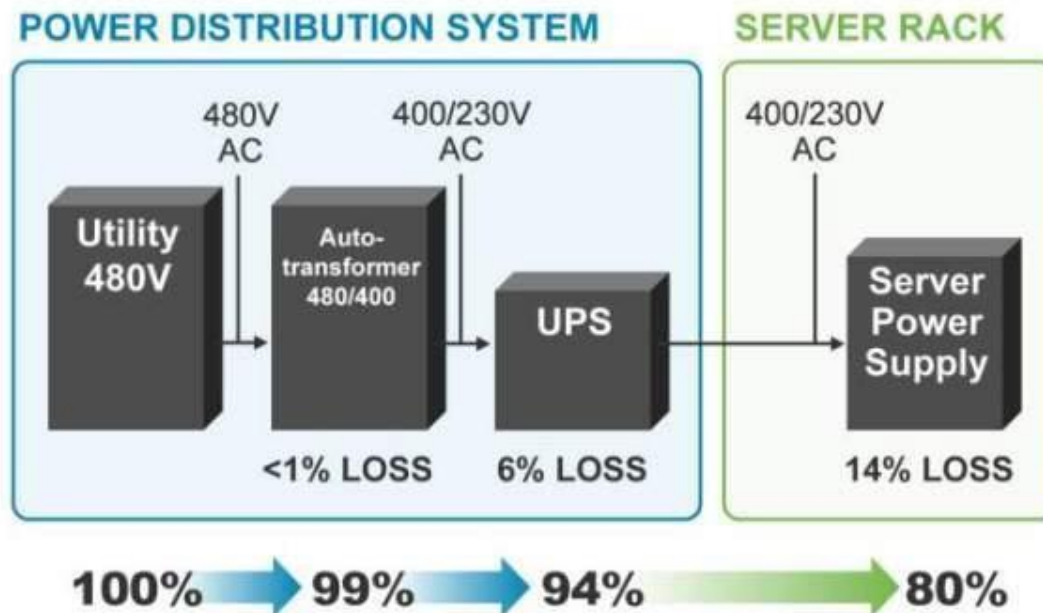 POWER DISTRIBUTION SYSTEM
SERVER RACK
480V
AC
400/230V
AC
400/230V
AC
Utility
480V
Auto-
transformer
480/400
UPS
Server
Power
Supply
<1% LOSS
6% LOSS
14% LOSS
100%
99%
94%
80%